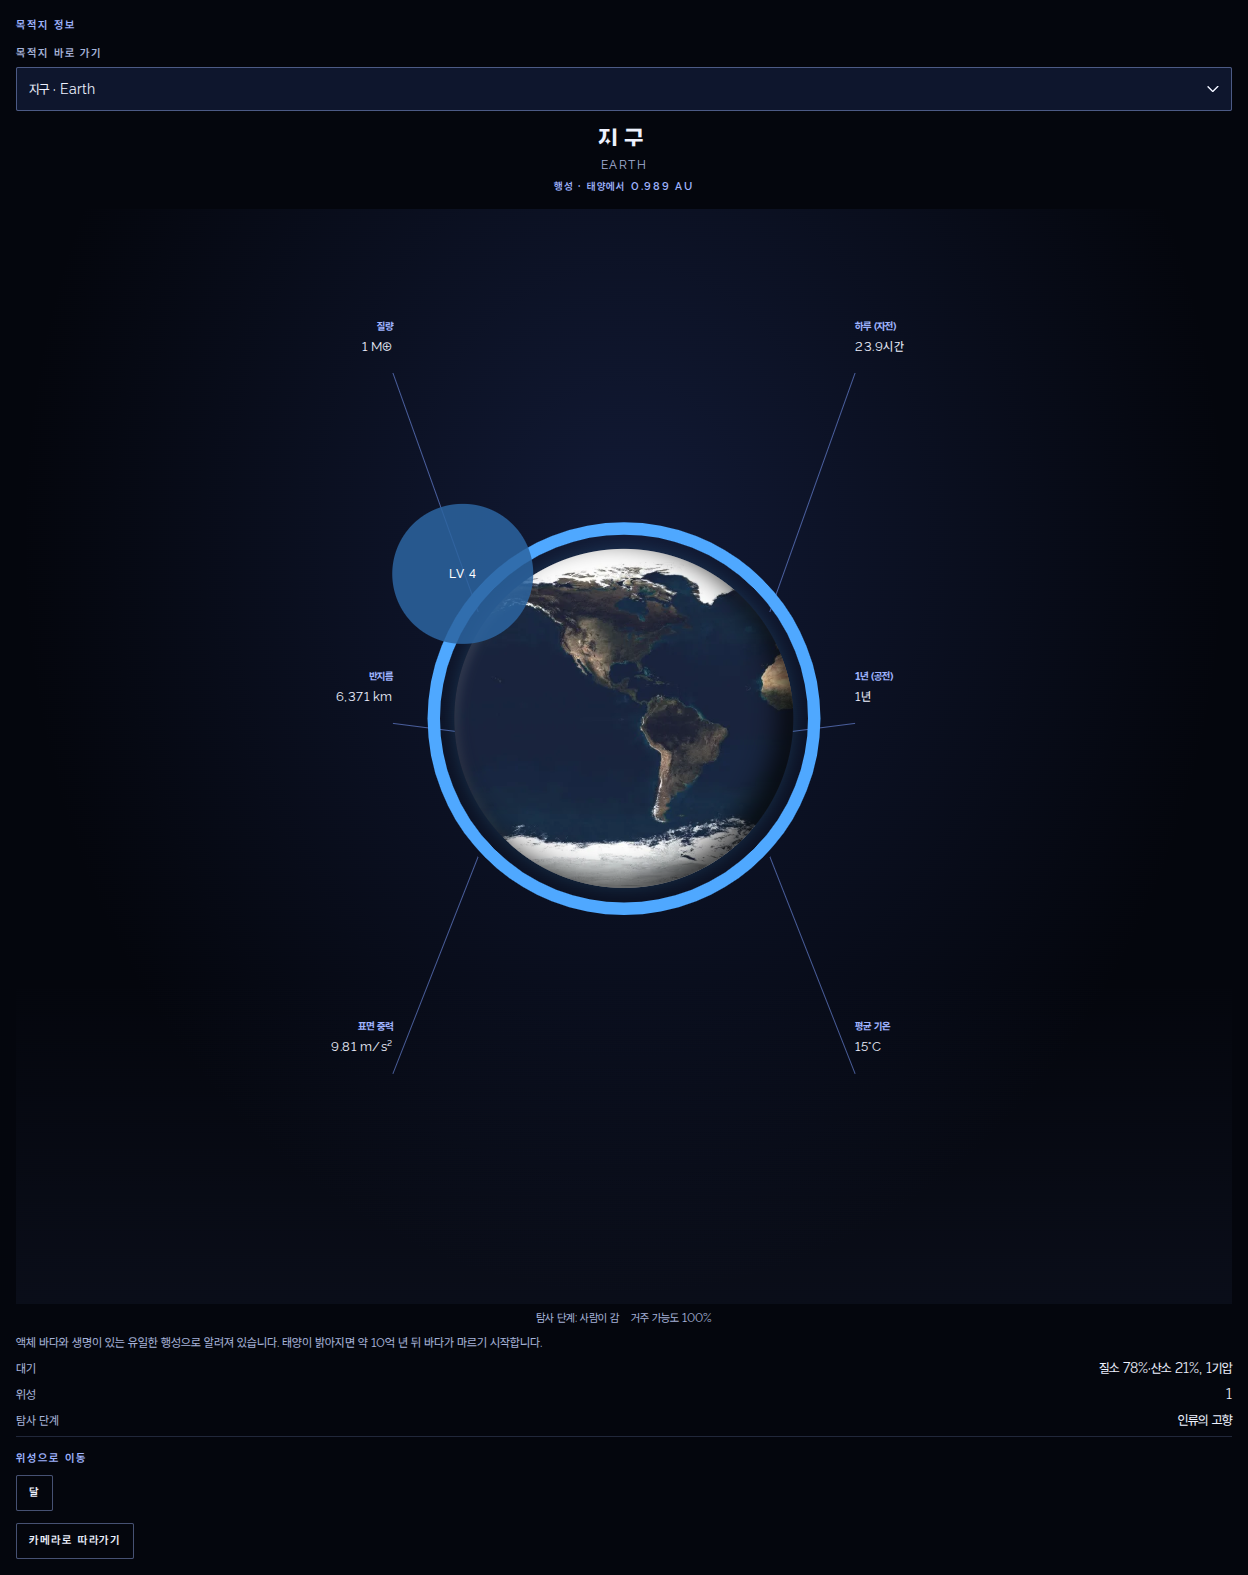 목적지 정보
목적지 바로 가기
지구 · Earth
지구
EARTH
행성 · 태양에서 0.989 AU
질량
1 M⊕
하루 (자전)
23.9시간
LV 4
반지름
6,371 km
1년 (공전)
1년
표면 중력
9.81 m/s²
평균 기온
15°C
탐사 단계: 사람이 감 거주 가능도 100%
액체 바다와 생명이 있는 유일한 행성으로 알려져 있습니다. 태양이 밝아지면 약 10억 년 뒤 바다가 마르기 시작합니다.
대기 질소 78%·산소 21%, 1기압
위성 1
탐사 단계 인류의 고향
위성으로 이동
달
카메라로 따라가기